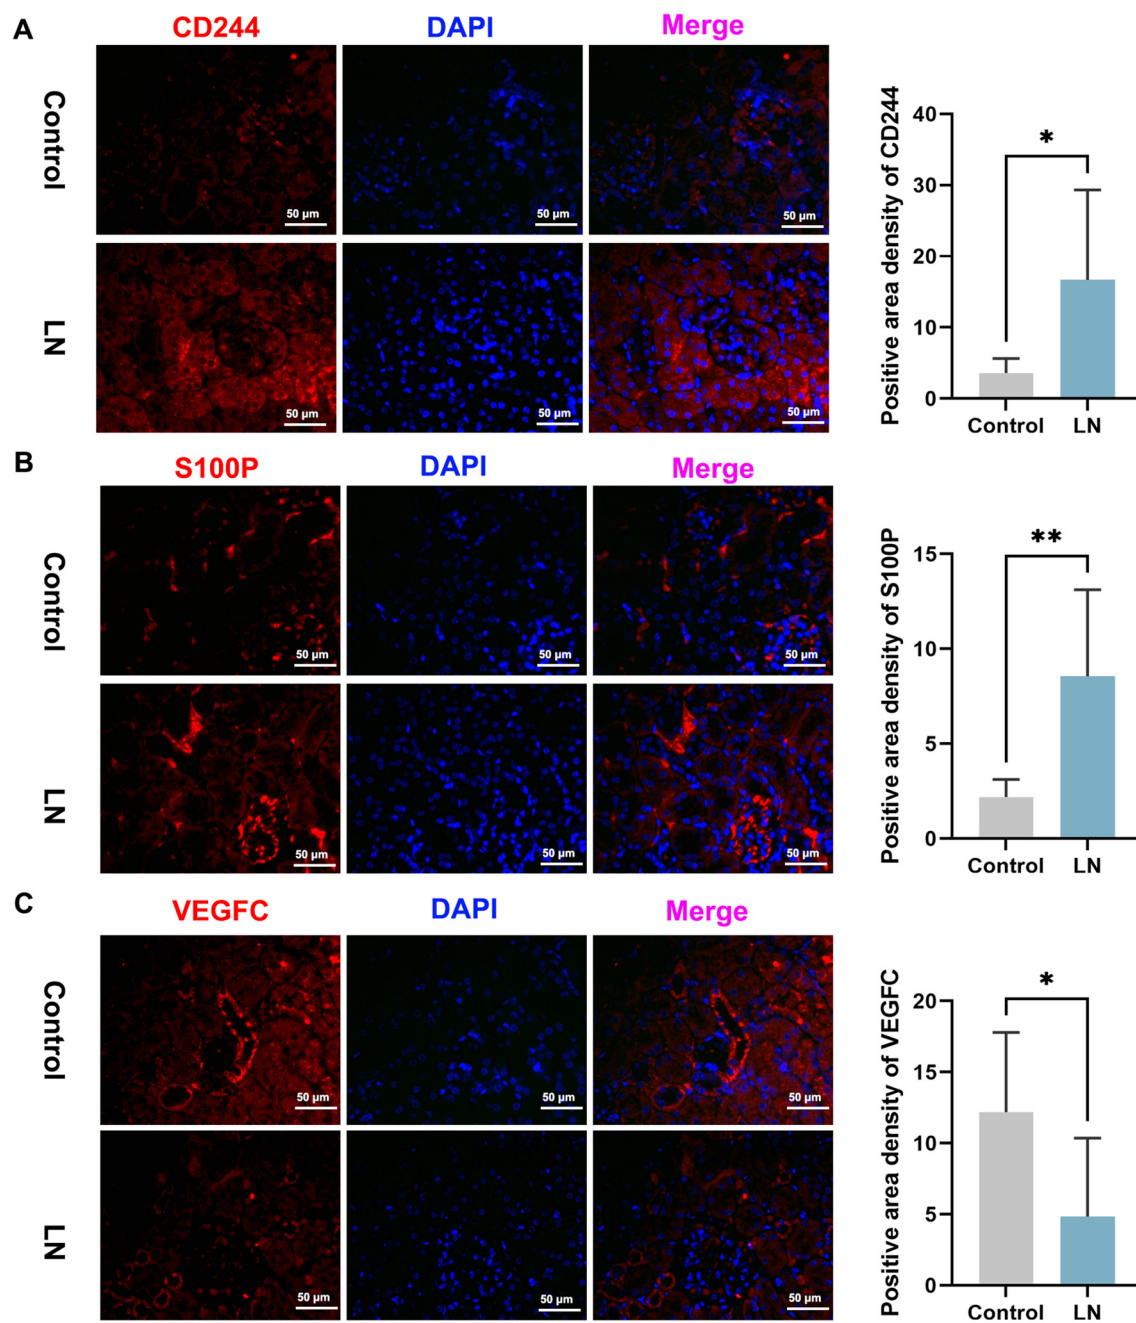 A
CD244 DAPI Merge
Control
50 µm 50 µm 50 µm
LN
50 µm 50 µm 50 µm
Positive area density of CD244
40
30
20
10
0
*
Control LN
B
S100P DAPI Merge
Control
50 µm 50 µm 50 µm
LN
50 µm 50 µm 50 µm
Positive area density of S100P
15
10
5
0
**
Control LN
C
VEGFC DAPI Merge
Control
50 µm 50 µm 50 µm
LN
50 µm 50 µm 50 µm
Positive area density of VEGFC
20
15
10
5
0
*
Control LN